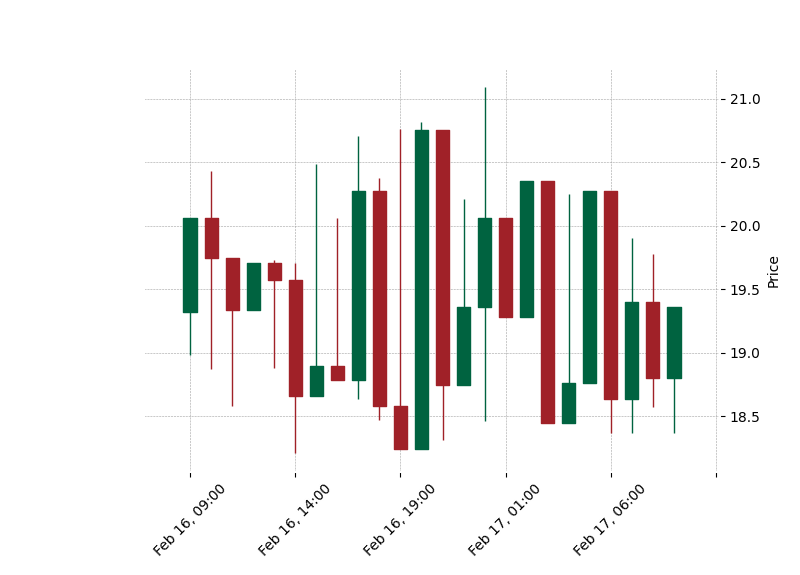 21.0
20.5
20.0
19.5
19.0
18.5
Price
Feb 16, 09:00
Feb 16, 14:00
Feb 16, 19:00
Feb 17, 01:00
Feb 17, 06:00